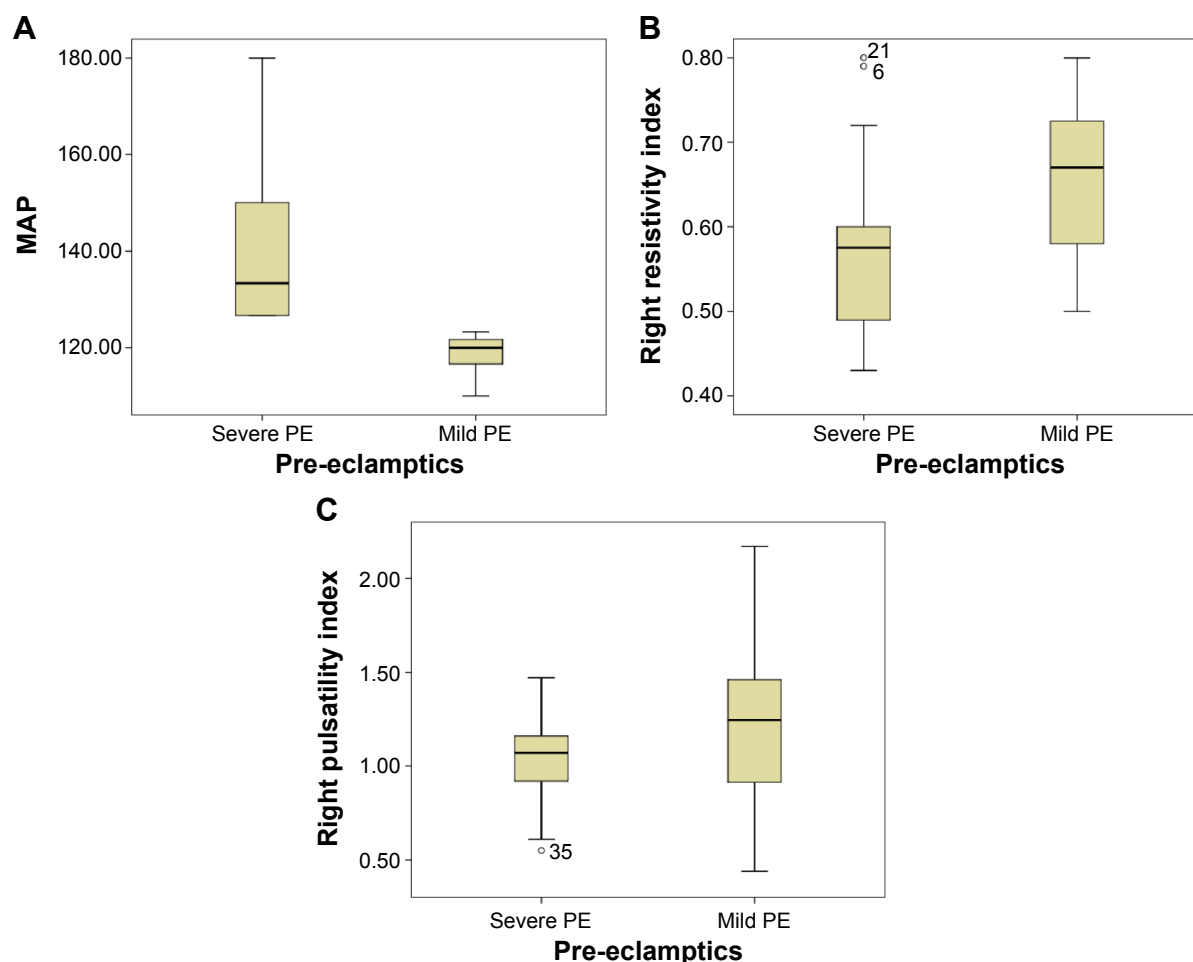 A
MAP
180.00
160.00
140.00
120.00
Severe PE Mild PE
Pre-eclamptics
B
Right resistivity index
0.80
0.70
0.60
0.50
0.40
21
6
Severe PE Mild PE
Pre-eclamptics
C
Right pulsatility index
2.00
1.50
1.00
0.50
35
Severe PE Mild PE
Pre-eclamptics